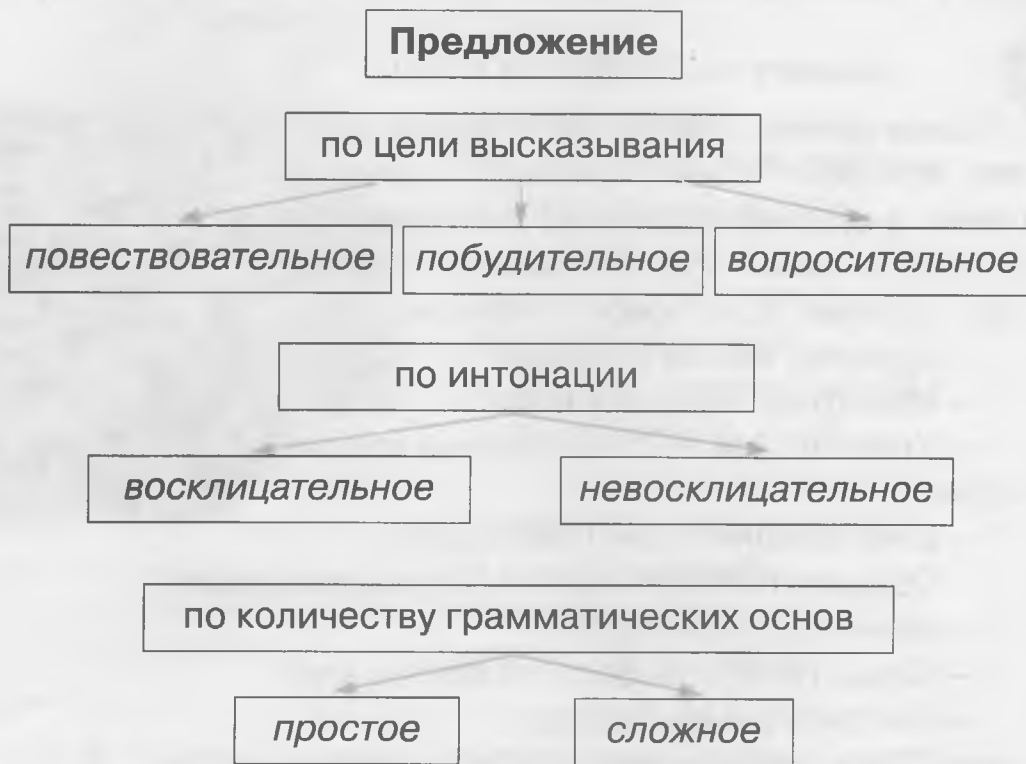 Предложение
по цели высказывания
повествовательное побудительное вопросительное
по интонации
восклицательное невосклицательное
по количеству грамматических основ
простое сложное